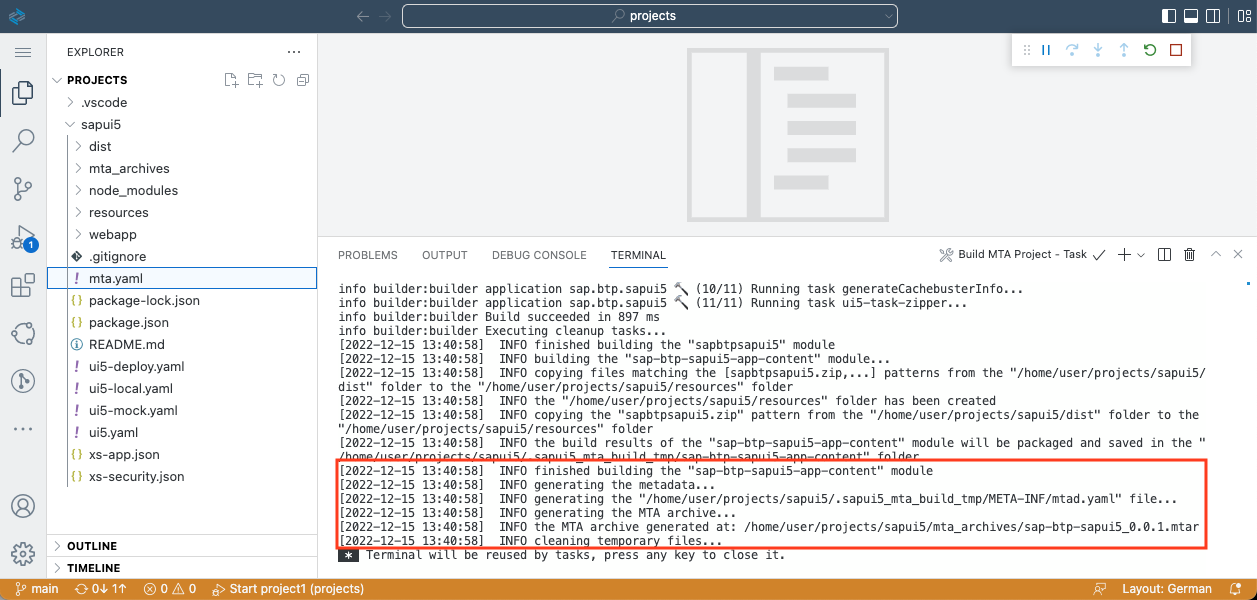 projects
EXPLORER
PROJECTS
.vscode
sapui5
dist
mta_archives
node_modules
resources
webapp
.gitignore
! mta.yaml
{} package-lock.json
{} package.json
README.md
! ui5-deploy.yaml
! ui5-local.yaml
! ui5-mock.yaml
! ui5.yaml
{} xs-app.json
{} xs-security.json
OUTLINE
TIMELINE
1
PROBLEMS OUTPUT DEBUG CONSOLE TERMINAL
Build MTA Project - Task
info builder:builder application sap.btp.sapui5 🔨 (10/11) Running task generateCachebusterInfo...
info builder:builder application sap.btp.sapui5 🔨 (11/11) Running task ui5-task-zipper...
info builder:builder Build succeeded in 897 ms
info builder:builder Executing cleanup tasks...
[2022-12-15 13:40:58]  INFO finished building the "sapbtpsapui5" module
[2022-12-15 13:40:58]  INFO building the "sap-btp-sapui5-app-content" module...
[2022-12-15 13:40:58]  INFO copying files matching the [sapbtpsapui5.zip,...] patterns from the "/home/user/projects/sapui5/
dist" folder to the "/home/user/projects/sapui5/resources" folder
[2022-12-15 13:40:58]  INFO the "/home/user/projects/sapui5/resources" folder has been created
[2022-12-15 13:40:58]  INFO copying the "sapbtpsapui5.zip" pattern from the "/home/user/projects/sapui5/dist" folder to the
"/home/user/projects/sapui5/resources" folder
[2022-12-15 13:40:58]  INFO the build results of the "sap-btp-sapui5-app-content" module will be packaged and saved in the "
/home/user/projects/sapui5/.sapui5_mta_build_tmp/sap-btp-sapui5-app-content" folder
[2022-12-15 13:40:58]  INFO finished building the "sap-btp-sapui5-app-content" module
[2022-12-15 13:40:58]  INFO generating the metadata...
[2022-12-15 13:40:58]  INFO generating the "/home/user/projects/sapui5/.sapui5_mta_build_tmp/META-INF/mtad.yaml" file...
[2022-12-15 13:40:58]  INFO generating the MTA archive...
[2022-12-15 13:40:58]  INFO the MTA archive generated at: /home/user/projects/sapui5/mta_archives/sap-btp-sapui5_0.0.1.mtar
[2022-12-15 13:40:58]  INFO cleaning temporary files...
* Terminal will be reused by tasks, press any key to close it.
main 0↓ 1↑ 0 0 Start project1 (projects) Layout: German